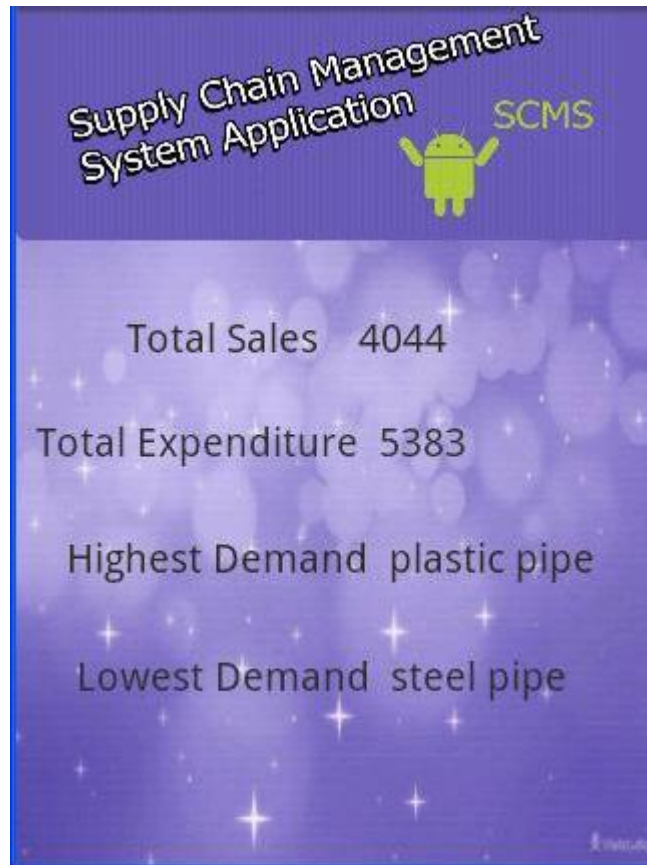 Supply Chain Management
System Application
SCMS
Total Sales 4044
Total Expenditure 5383
Highest Demand plastic pipe
Lowest Demand steel pipe